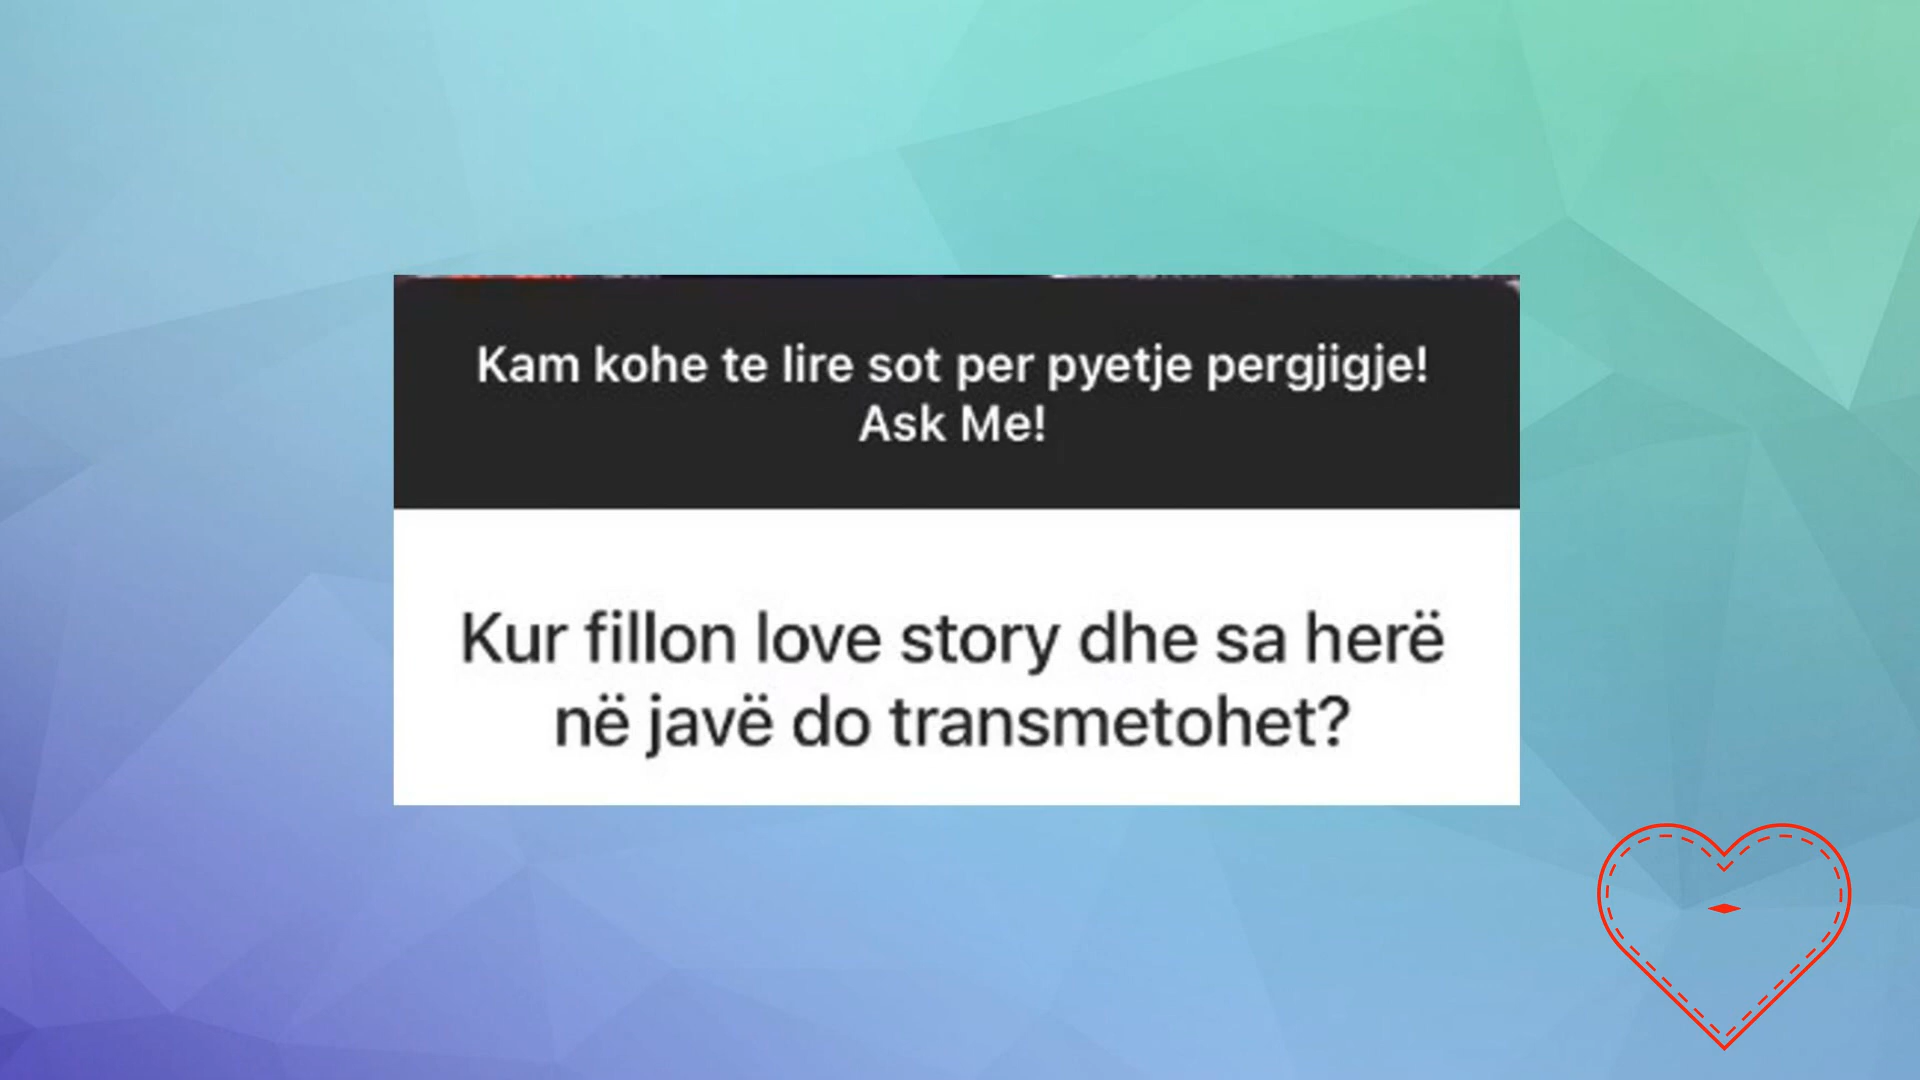 Kam kohe te lire sot per pyetje pergjigje!
Ask Me!
Kur fillon love story dhe sa herë
në javë do transmetohet?